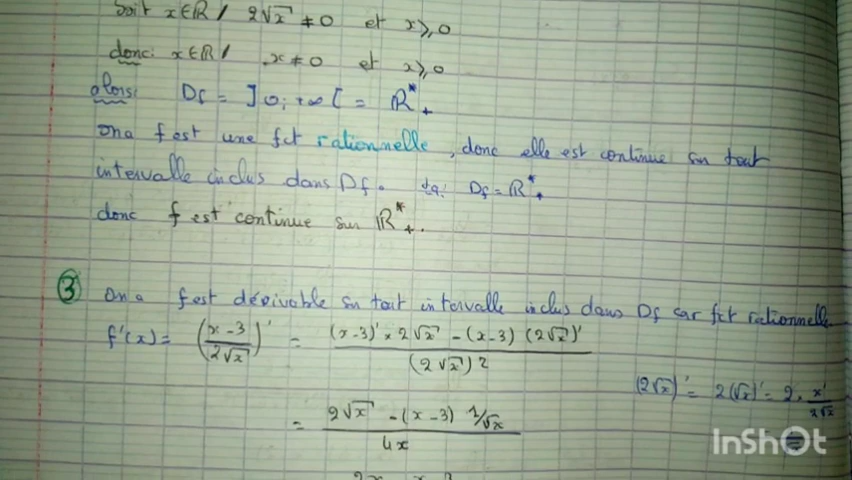 Soit x∈ℝ / 2√x ≠ 0 et x≥0
donc: x∈ℝ / x≠0 et x≥0
alors: Df = ]0; +∞[ = ℝ*+
ona f est une fct rationnelle, donc elle est continue sur tout
intervalle inclus dans Df. tq: Df = ℝ*+
donc f est continue sur ℝ*+.
③ On a f est dérivable sur tout intervalle inclus dans Df car fct rationnelle
f'(x) = ((x-3)/(2√x))' = ((x-3)' × 2√x - (x-3) (2√x)')/(2√x)2
(2√x)' = 2(√x)' = 2 × x'/2√x
= (2√x - (x-3) 1/√x)/4x
InShOt